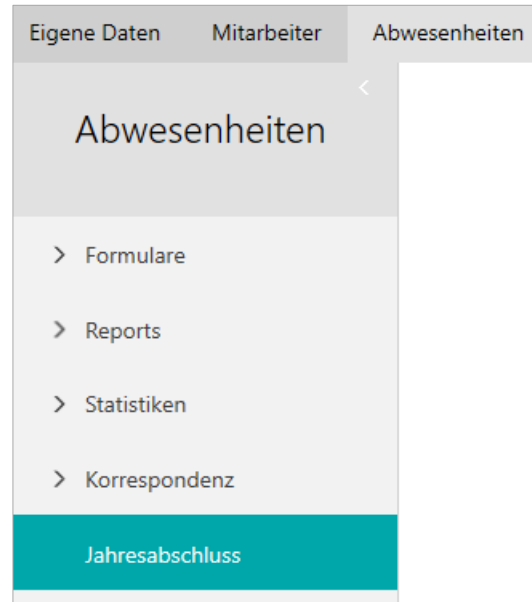 Eigene Daten Mitarbeiter Abwesenheiten
Abwesenheiten
Formulare
Reports
Statistiken
Korrespondenz
Jahresabschluss